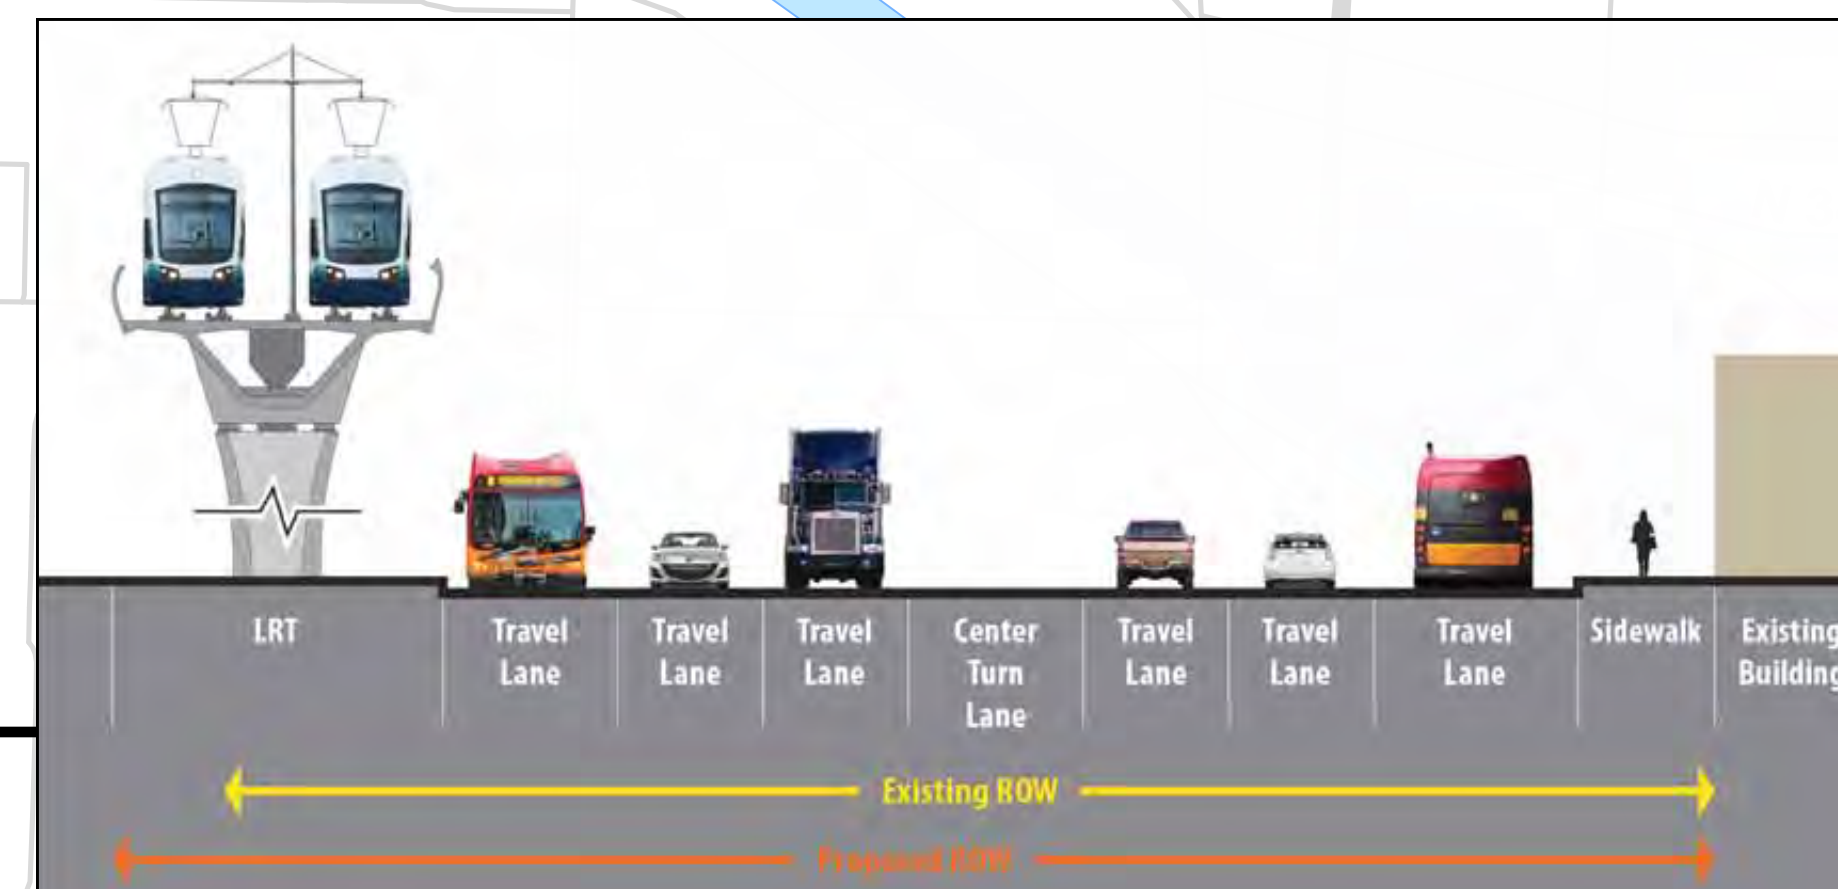 LRT
Travel
Lane
Travel
Lane
Travel
Lane
Center
Turn
Lane
Travel
Lane
Travel
Lane
Travel
Lane
Sidewalk
Existing
Building
Existing ROW
Proposed ROW